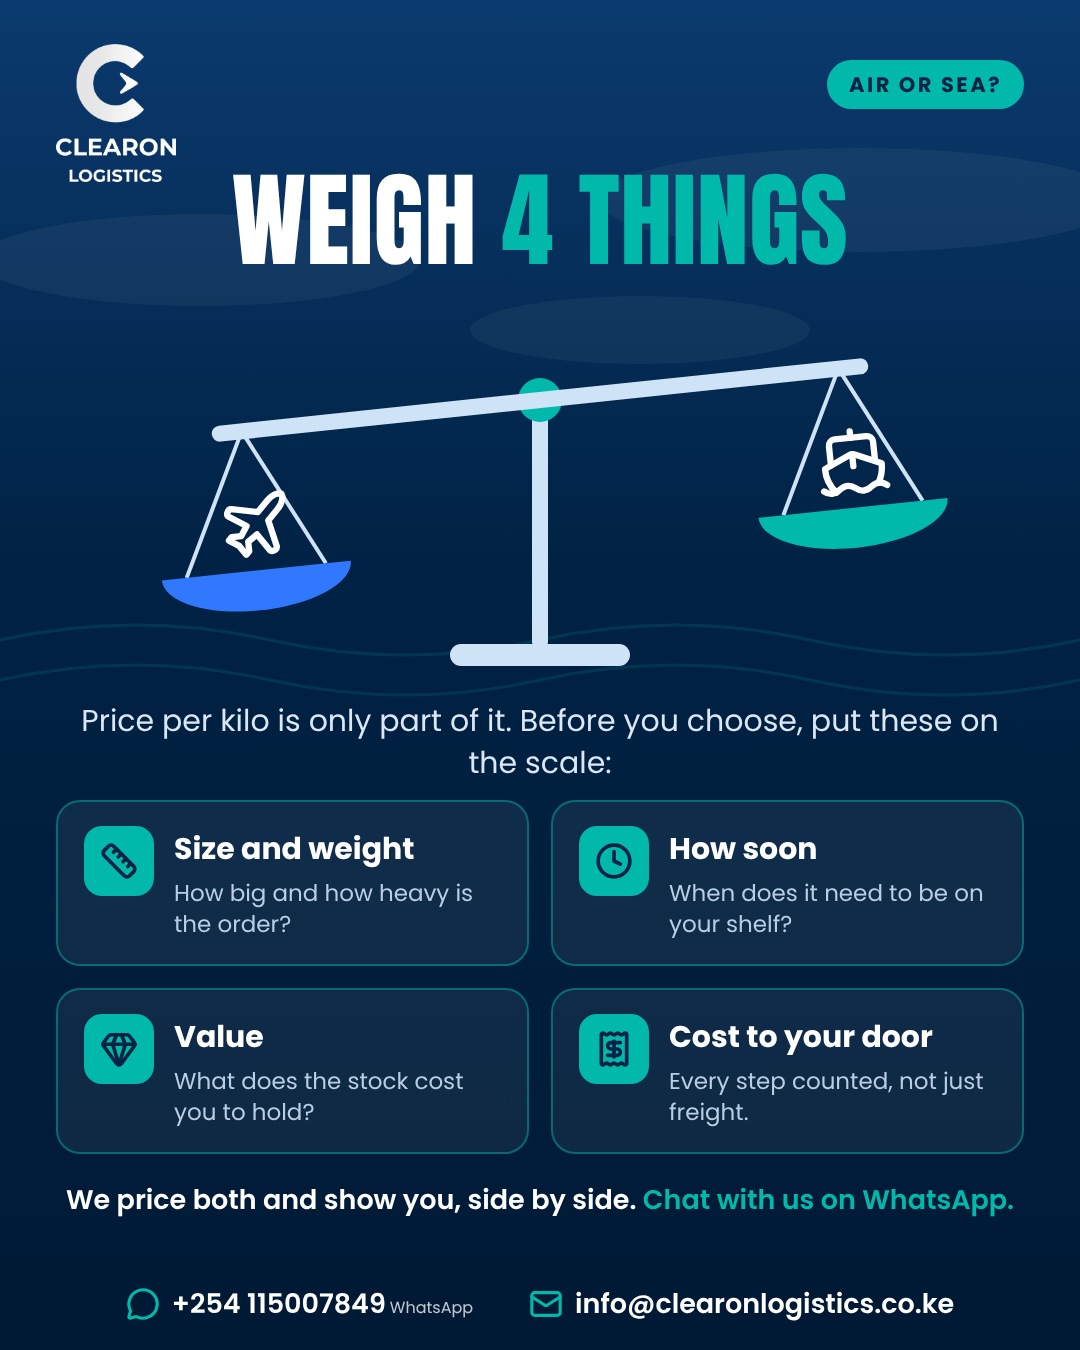 CLEARON
LOGISTICS
AIR OR SEA?
WEIGH 4 THINGS
Price per kilo is only part of it. Before you choose, put these on
the scale:
Size and weight
How big and how heavy is
the order?
How soon
When does it need to be on
your shelf?
Value
What does the stock cost
you to hold?
Cost to your door
Every step counted, not just
freight.
We price both and show you, side by side. Chat with us on WhatsApp.
+254 115007849 WhatsApp
info@clearonlogistics.co.ke